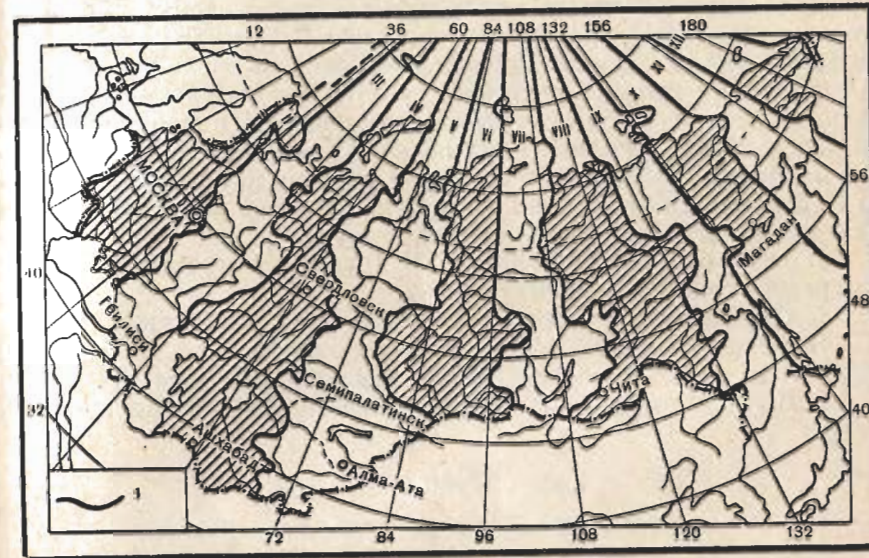 12 36 60 84 108 132 156 180
III IV V VI VII VIII IX X XI XII
МОСКВА
56
Магадан
40
Свердловск
48
Тбилиси
Семипалатинск
Чита
32
40
Ашхабад
Алма-Ата
1
72 84 96 108 120 132